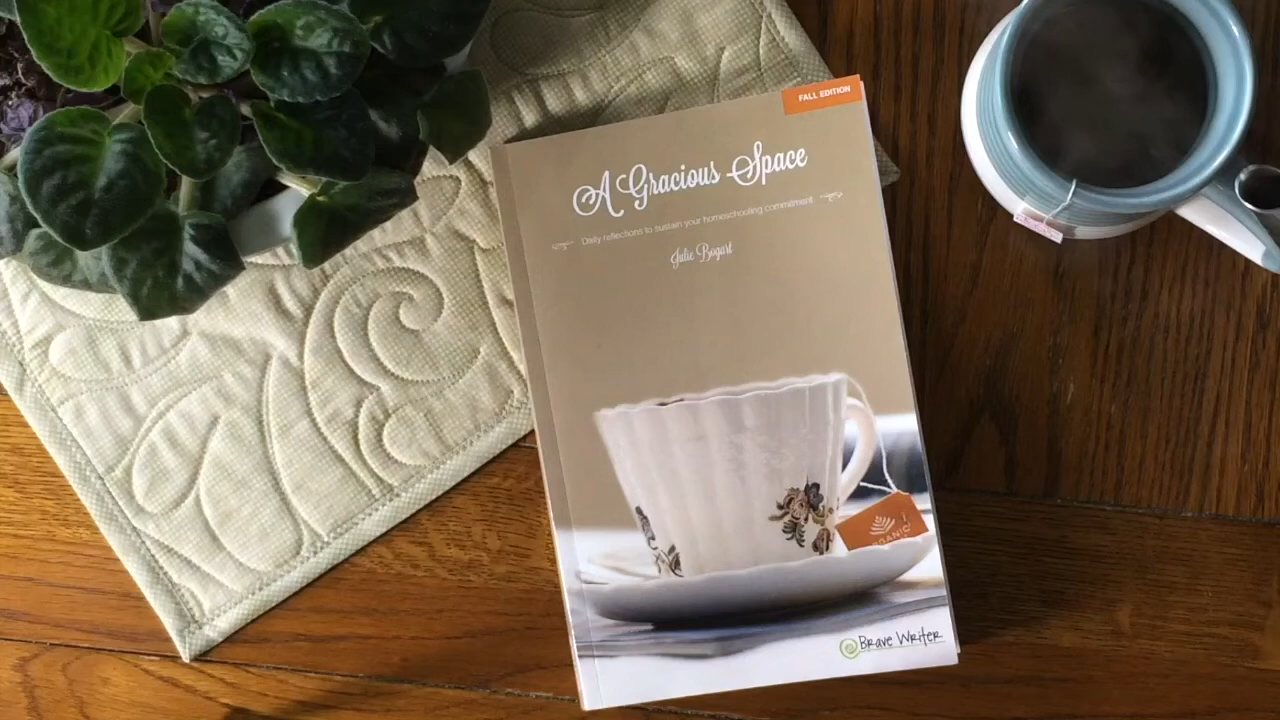 FALL EDITION
A Gracious Space
Daily reflections to sustain your homeschooling commitment
Julie Bogart
Brave Writer